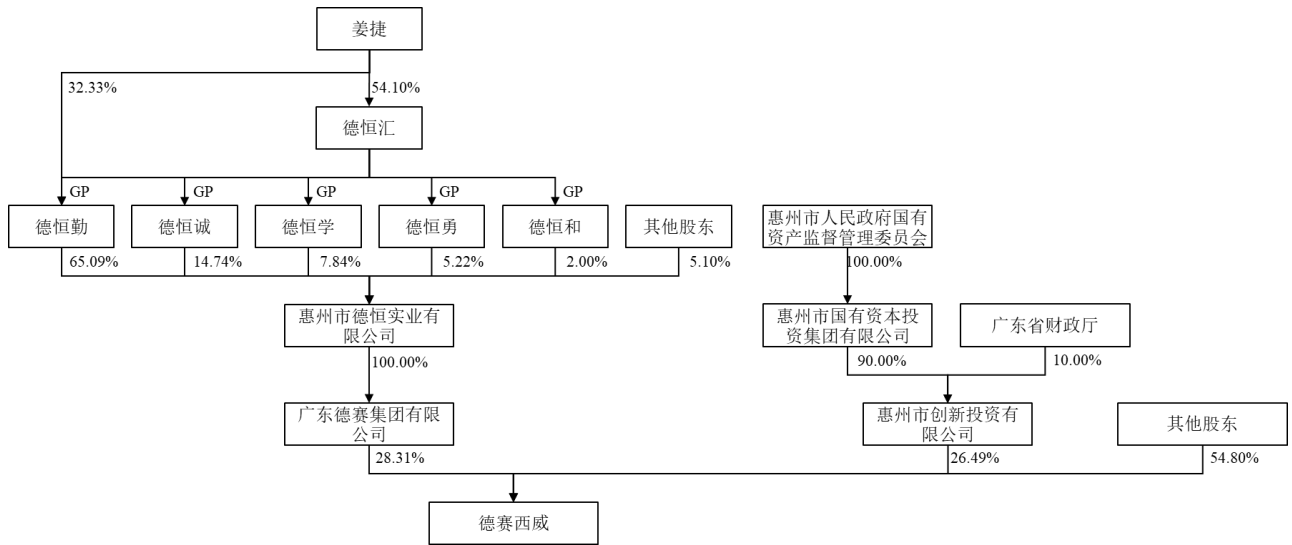 姜捷
32.33%
54.10%
德恒汇
GP
GP
GP
GP
GP
德恒勤
德恒诚
德恒学
德恒勇
德恒和
其他股东
惠州市人民政府国有
资产监督管理委员会
65.09%
14.74%
7.84%
5.22%
2.00%
5.10%
100.00%
惠州市德恒实业有
限公司
惠州市国有资本投
资集团有限公司
广东省财政厅
100.00%
90.00%
10.00%
广东德赛集团有限
公司
惠州市创新投资有
限公司
其他股东
28.31%
26.49%
54.80%
德赛西威